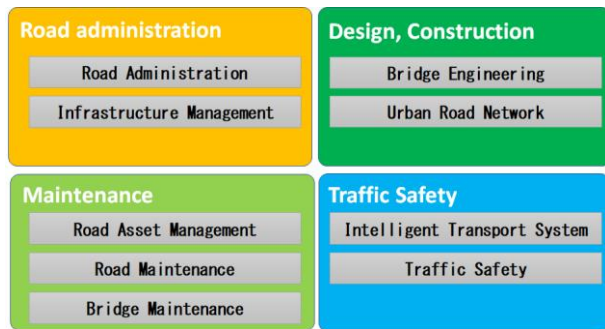 Road administration
Road Administration
Infrastructure Management
Design, Construction
Bridge Engineering
Urban Road Network
Maintenance
Road Asset Management
Road Maintenance
Bridge Maintenance
Traffic Safety
Intelligent Transport System
Traffic Safety